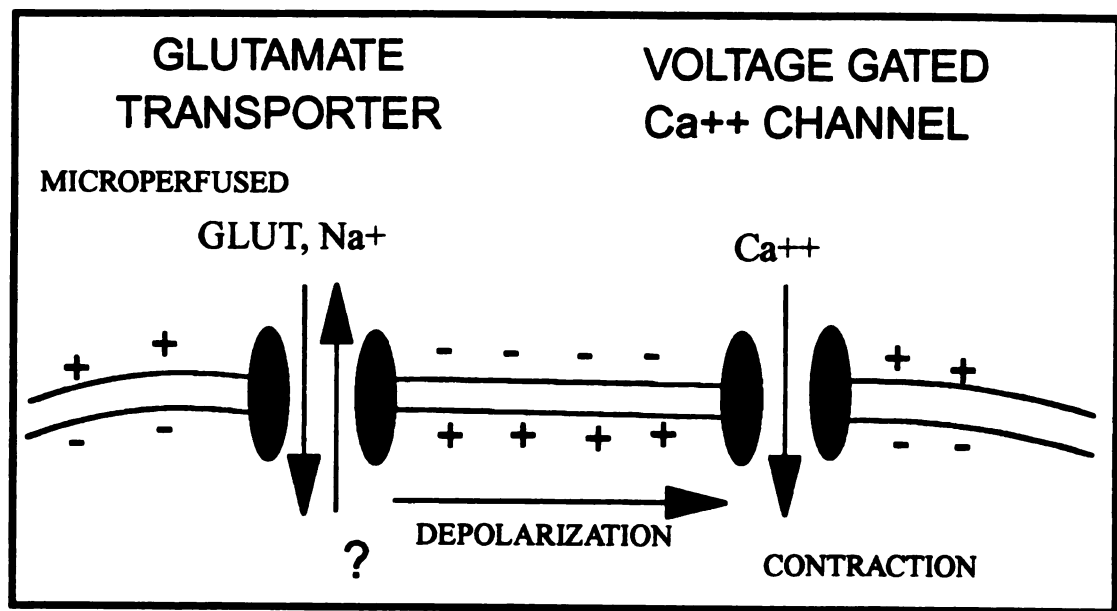 GLUTAMATE
TRANSPORTER
VOLTAGE GATED
Ca++ CHANNEL
MICROPERFUSED
GLUT, Na+
Ca++
+ + - - - - + +
- - + + + + - -
DEPOLARIZATION
?
CONTRACTION